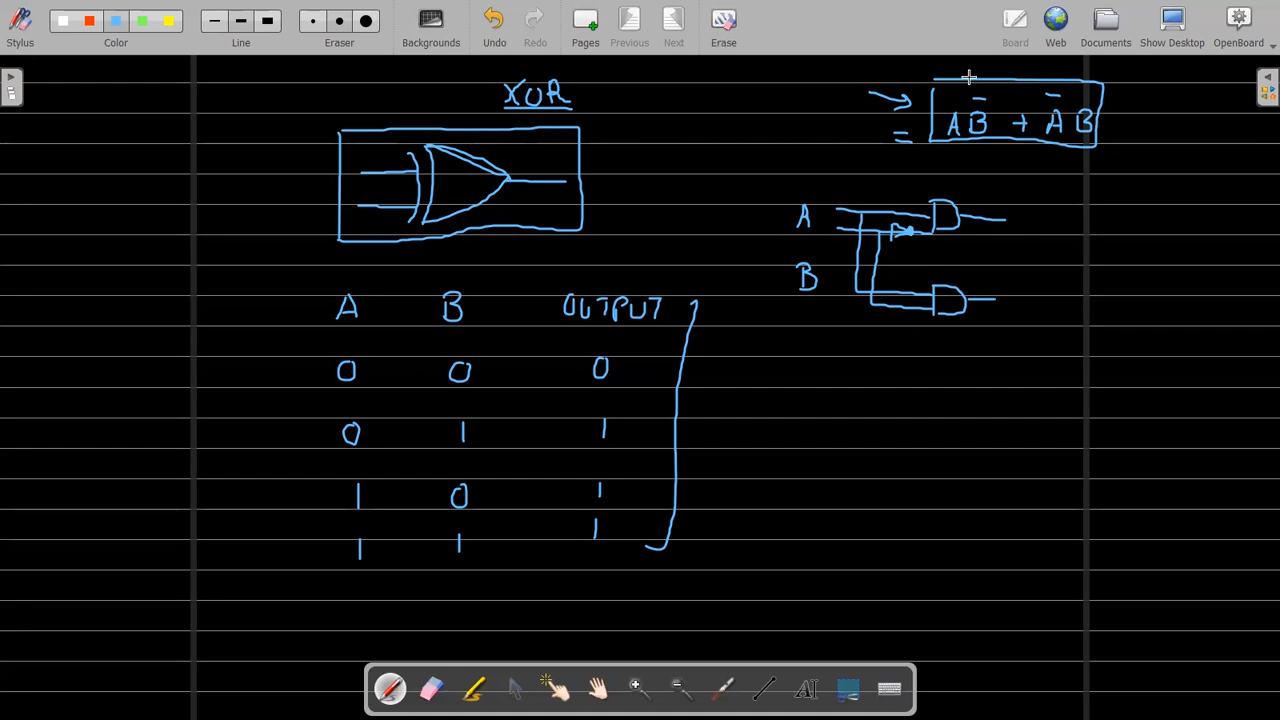 Stylus Color Line Eraser Backgrounds Undo Redo Pages Previous Next Erase Board Web Documents Show Desktop OpenBoard
XOR
= AB̅ + A̅B
A
B
A B OUTPUT
0 0 0
0 1 1
1 0 1
1 1 1